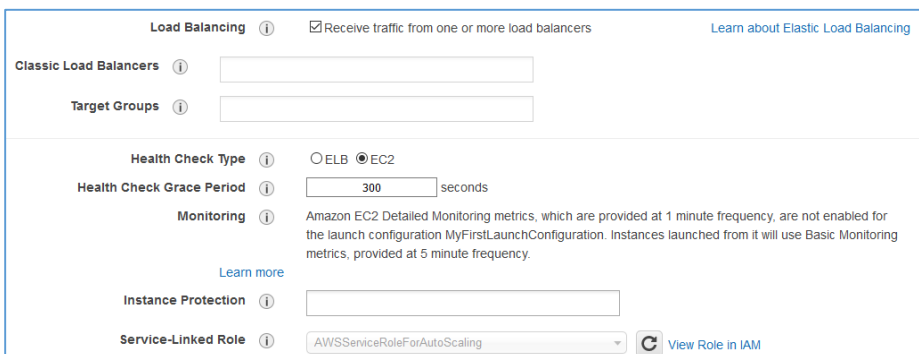 Load Balancing i Receive traffic from one or more load balancers Learn about Elastic Load Balancing
Classic Load Balancers i
Target Groups i
Health Check Type i ELB EC2
Health Check Grace Period i 300 seconds
Monitoring i Amazon EC2 Detailed Monitoring metrics, which are provided at 1 minute frequency, are not enabled for
the launch configuration MyFirstLaunchConfiguration. Instances launched from it will use Basic Monitoring
metrics, provided at 5 minute frequency.
Learn more
Instance Protection i
Service-Linked Role i AWSServiceRoleForAutoScaling View Role in IAM